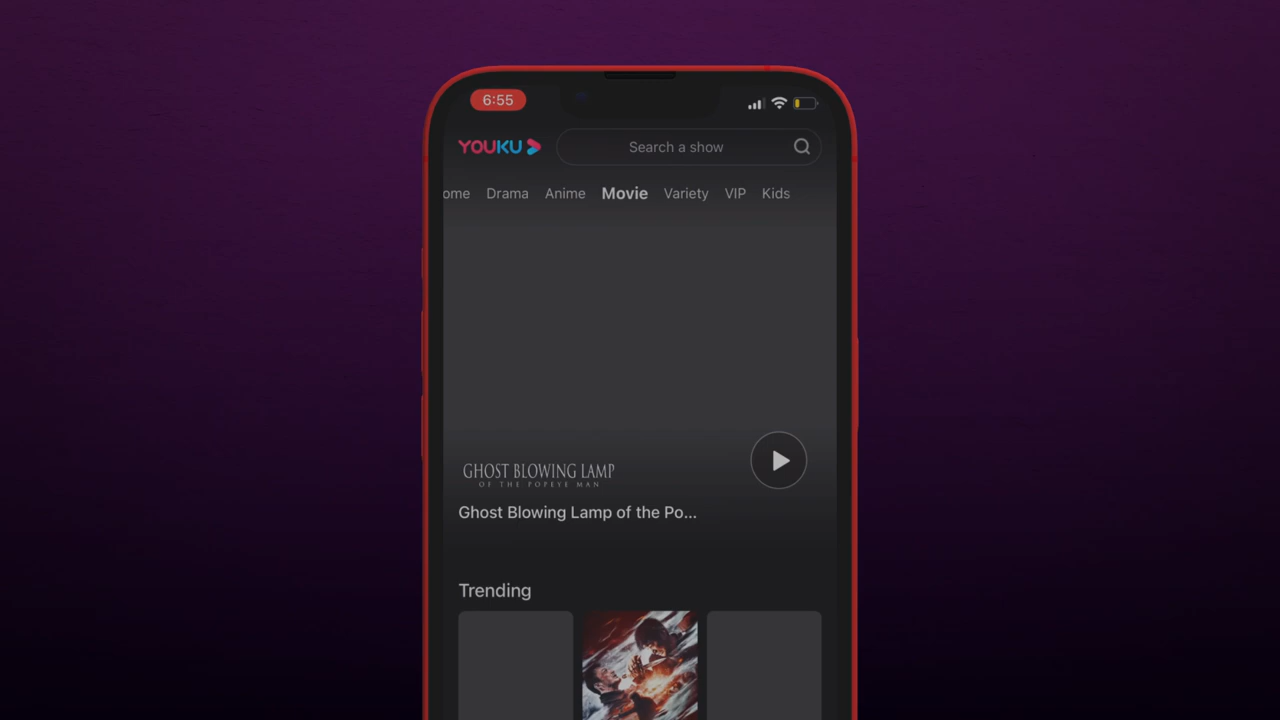 6:55
YOUKU
Search a show
ome Drama Anime Movie Variety VIP Kids
GHOST BLOWING LAMP
OF THE POPEYE MAN
Ghost Blowing Lamp of the Po...
Trending